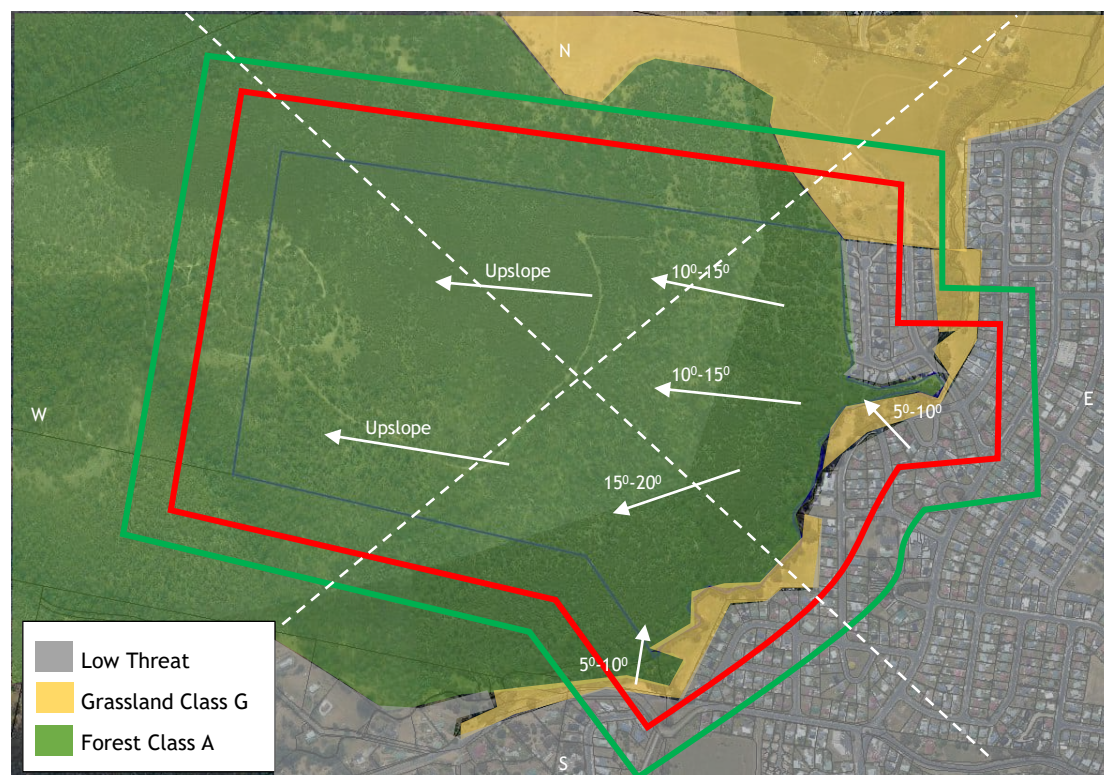 N
Upslope
10⁰-15⁰
10⁰-15⁰
W
E
Upslope
5⁰-10⁰
15⁰-20⁰
5⁰-10⁰
Low Threat
Grassland Class G
Forest Class A
S